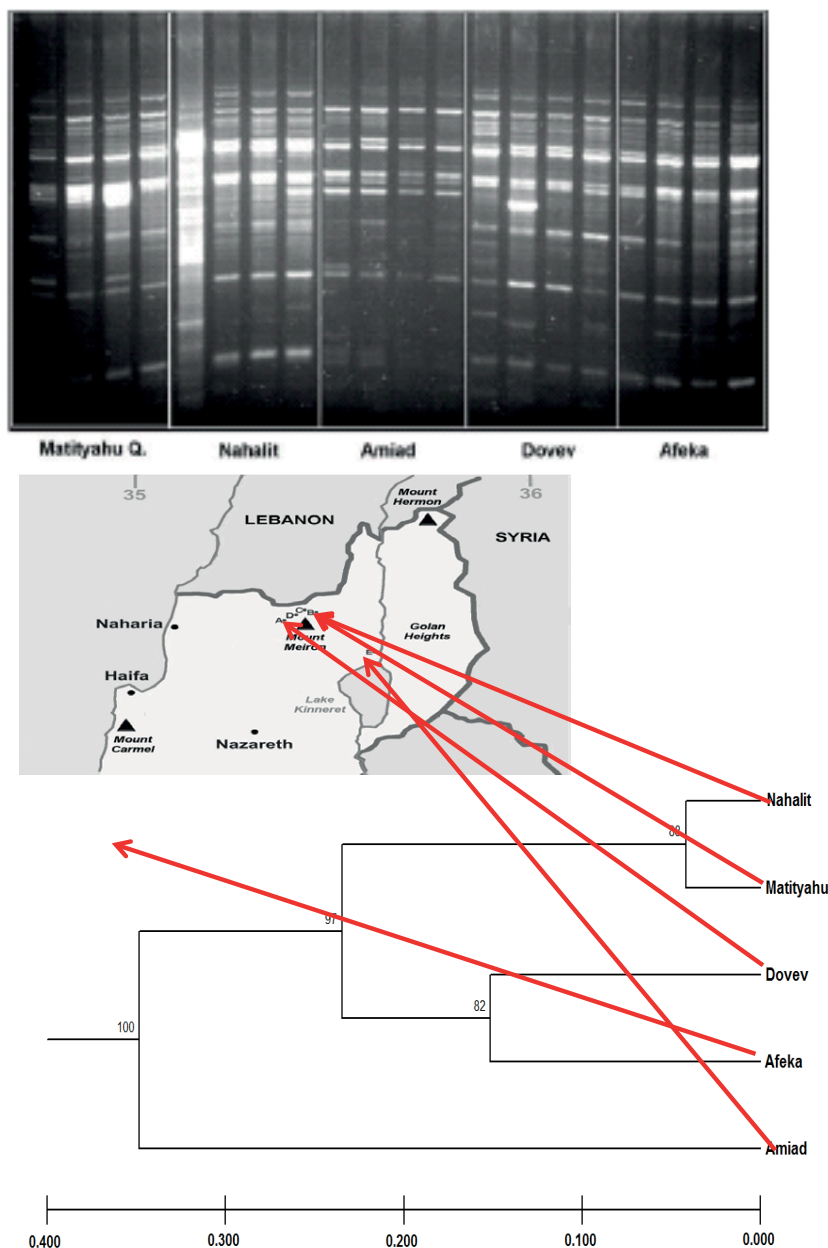 Matityahu Q. Nahalit Amiad Dovev Afeka
35 36
Mount
Hermon
LEBANON
SYRIA
Naharia
A D C B
Mount
Meiron
Golan
Heights
E
Haifa
Lake
Kinneret
Mount
Carmel
Nazareth
Nahalit
Matityahu
97
Dovev
82
100
Afeka
Amiad
0.400 0.300 0.200 0.100 0.000